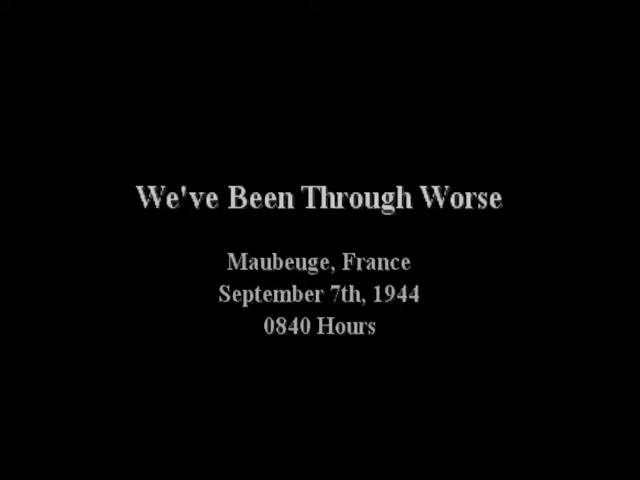 We've Been Through Worse
Maubeuge, France
September 7th, 1944
0840 Hours